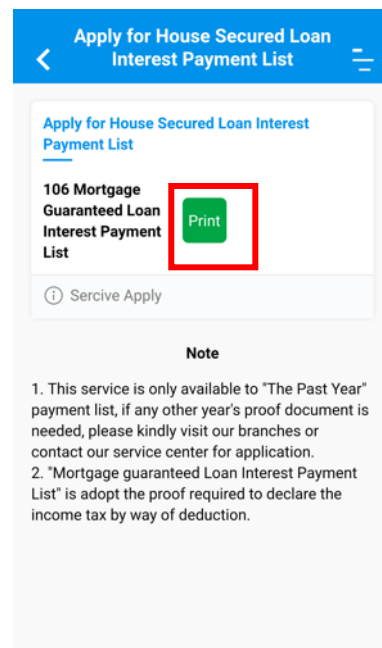 Apply for House Secured Loan
Interest Payment List
Apply for House Secured Loan Interest
Payment List
106 Mortgage
Guaranteed Loan
Interest Payment
List
Print
Sercive Apply
Note
1. This service is only available to "The Past Year"
payment list, if any other year's proof document is
needed, please kindly visit our branches or
contact our service center for application.
2. "Mortgage guaranteed Loan Interest Payment
List" is adopt the proof required to declare the
income tax by way of deduction.